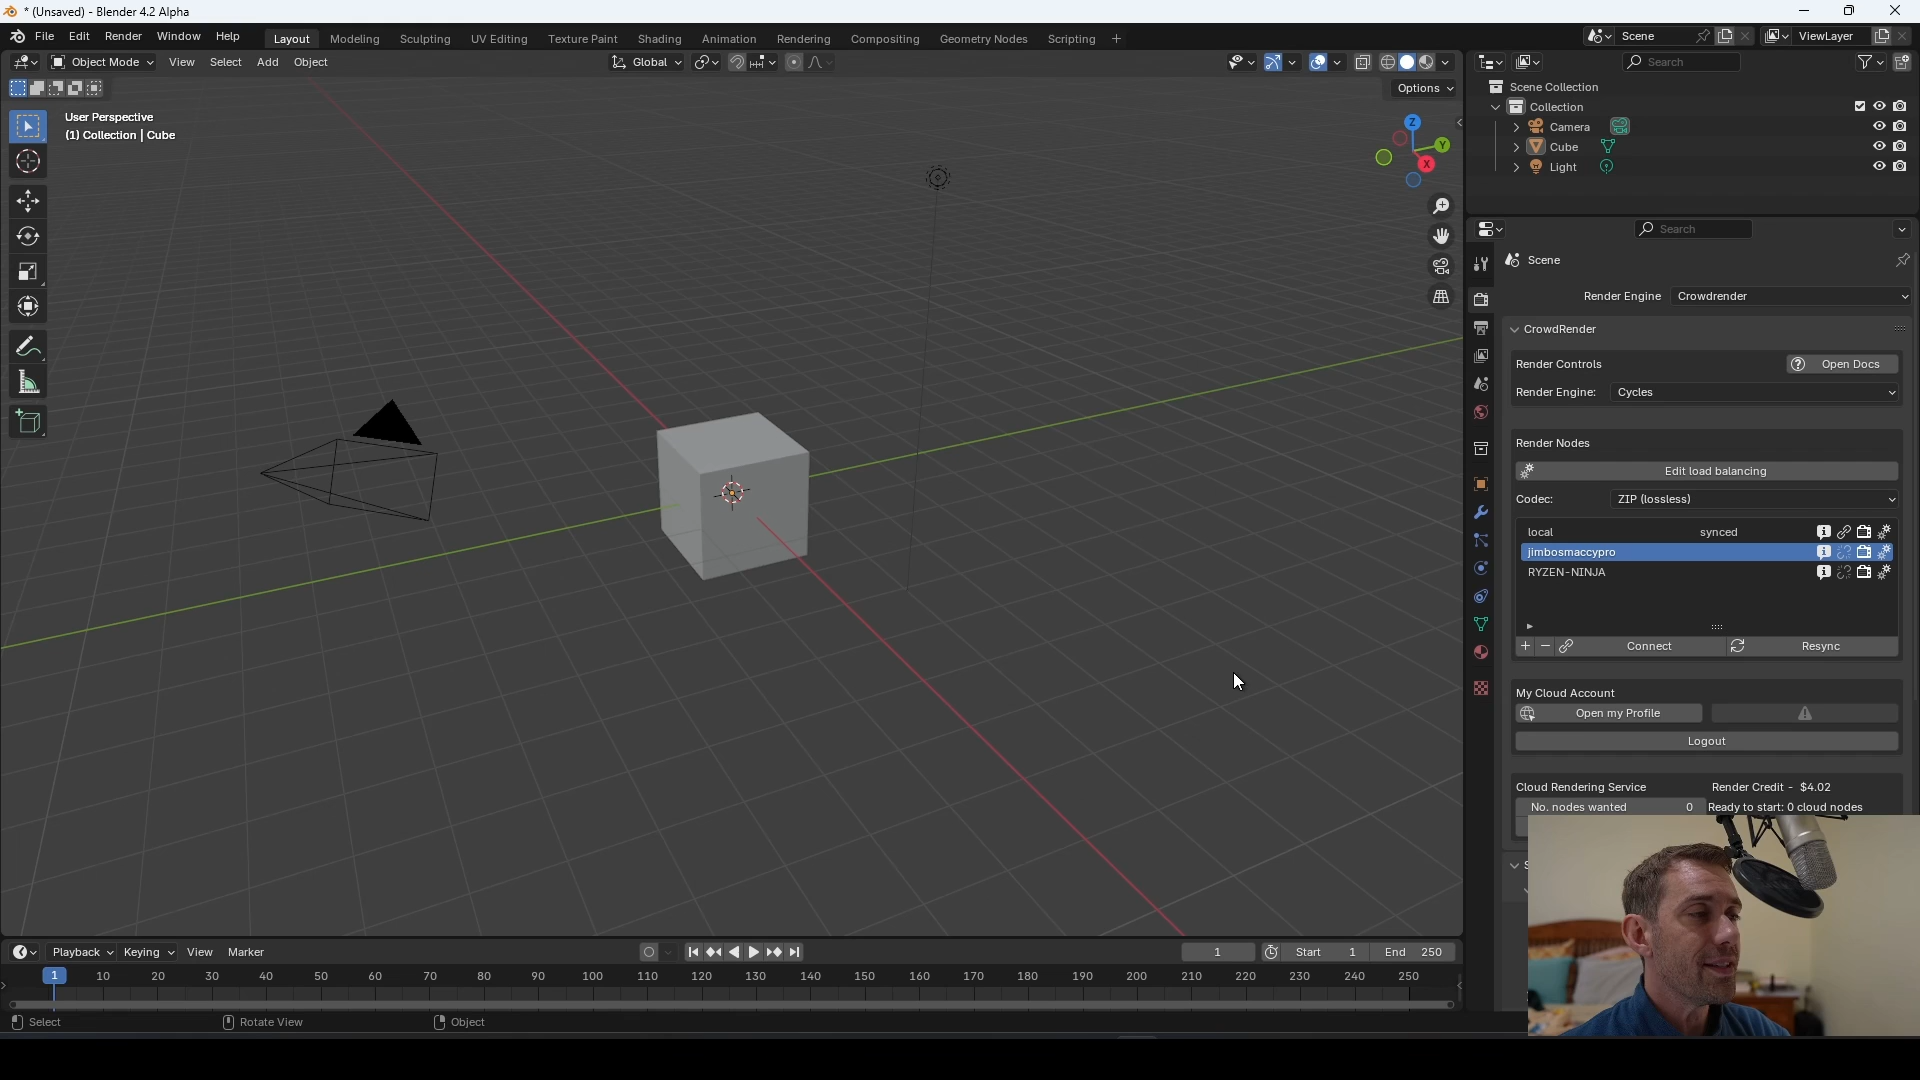 * (Unsaved) - Blender 4.2 Alpha
File Edit Render Window Help Layout Modeling Sculpting UV Editing Texture Paint Shading Animation Rendering Compositing Geometry Nodes Scripting + Scene ViewLayer
Object Mode View Select Add Object Global Search
Options
User Perspective
(1) Collection | Cube
Z
Y
X
Scene Collection
Collection
Camera
Cube
Light
Search
Scene
Render Engine Crowdrender
CrowdRender
Render Controls Open Docs
Render Engine: Cycles
Render Nodes
Edit load balancing
Codec: ZIP (lossless)
local synced
jimbosmaccypro
RYZEN-NINJA
+ - Connect Resync
My Cloud Account
Open my Profile
Logout
Cloud Rendering Service Render Credit - $4.02
No. nodes wanted 0 Ready to start: 0 cloud nodes
Playback Keying View Marker 1 Start 1 End 250
1 10 20 30 40 50 60 70 80 90 100 110 120 130 140 150 160 170 180 190 200 210 220 230 240 250
Select Rotate View Object